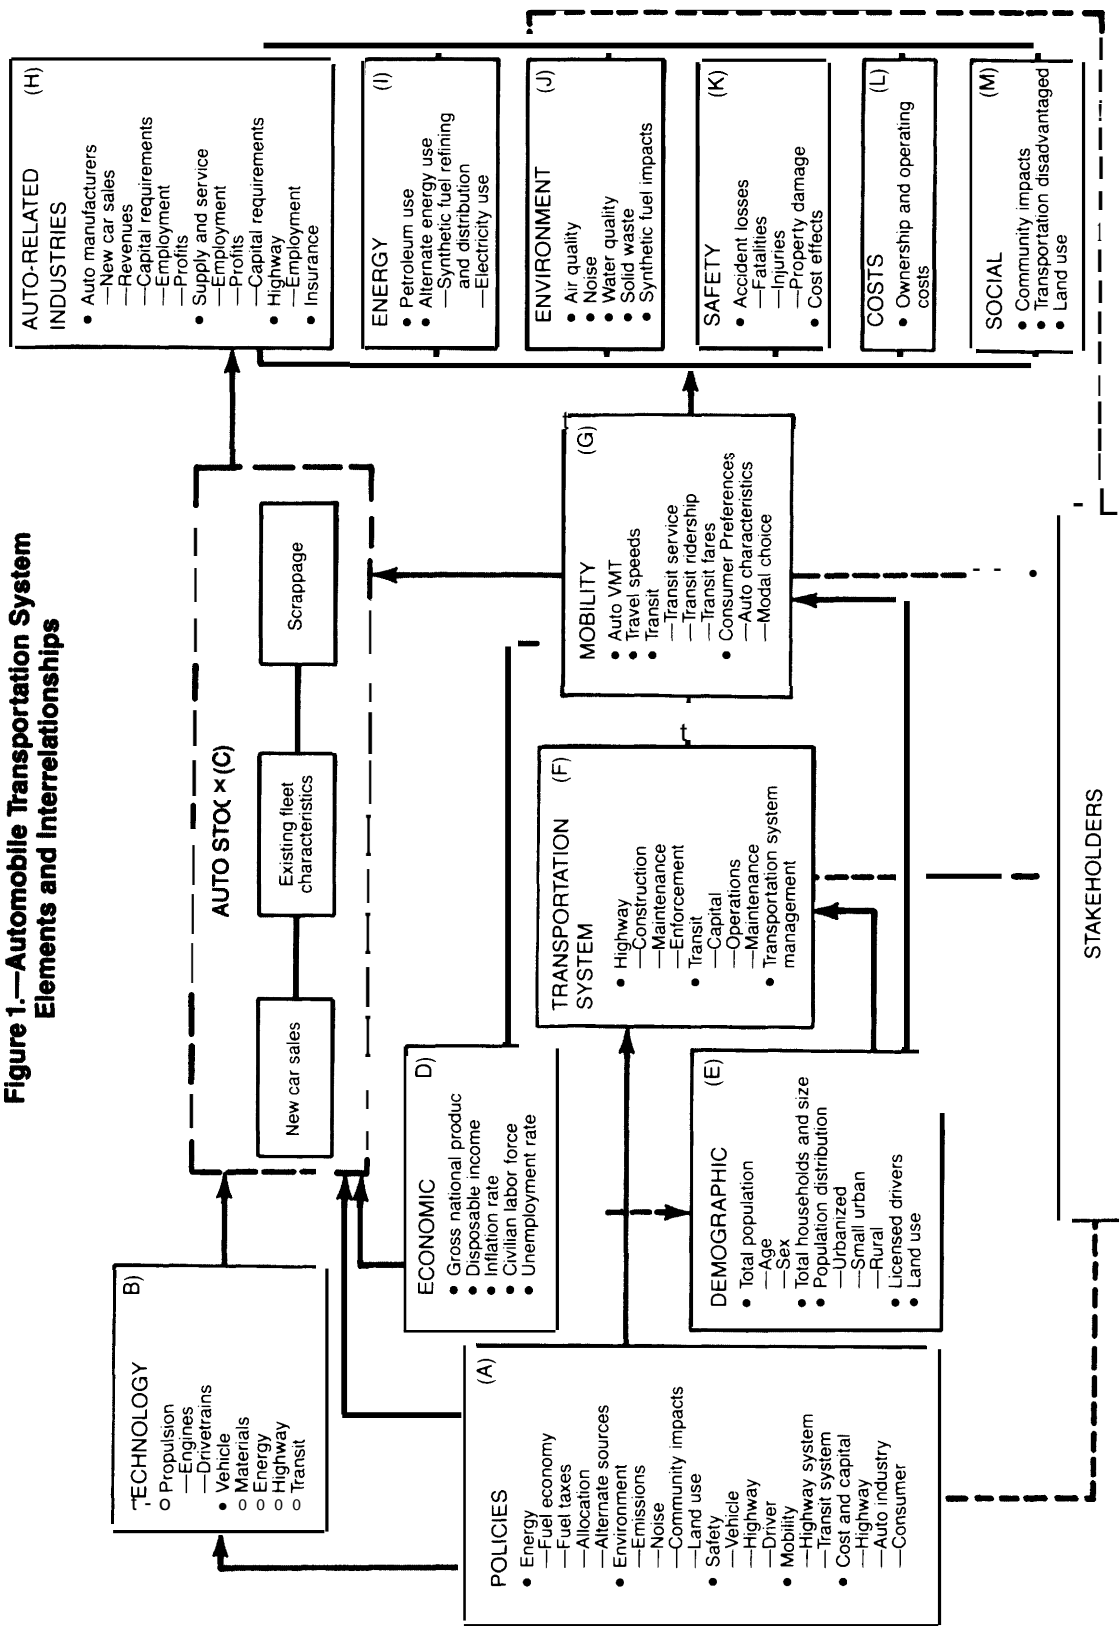 Figure 1.—Automobile Transportation System
Elements and Interrelationships
TECHNOLOGY
B)
○ Propulsion
—Engines
—Drivetrains
• Vehicle
○ Materials
○ Energy
○ Highway
○ Transit
POLICIES
(A)
• Energy
—Fuel economy
—Fuel taxes
—Allocation
—Alternate sources
• Environment
—Emissions
—Noise
—Community impacts
—Land use
• Safety
—Vehicle
—Highway
—Driver
• Mobility
—Highway system
—Transit system
• Cost and capital
—Highway
—Auto industry
—Consumer
AUTO STO( × (C)
New car sales
Existing fleet
characteristics
Scrappage
ECONOMIC
D)
• Gross national produc
• Disposable income
• Inflation rate
• Civilian labor force
• Unemployment rate
DEMOGRAPHIC
(E)
• Total population
—Age
—Sex
• Total households and size
• Population distribution
—Urbanized
—Small urban
—Rural
• Licensed drivers
• Land use
TRANSPORTATION
SYSTEM
(F)
• Highway
—Construction
—Maintenance
—Enforcement
• Transit
—Capital
—Operations
—Maintenance
• Transportation system
management
t
MOBILITY
(G)
• Auto VMT
• Travel speeds
• Transit
—Transit service
—Transit ridership
—Transit fares
• Consumer Preferences
—Auto characteristics
—Modal choice
AUTO-RELATED
INDUSTRIES
(H)
• Auto manufacturers
—New car sales
—Revenues
—Capital requirements
—Employment
—Profits
• Supply and service
—Employment
—Profits
—Capital requirements
• Highway
—Employment
• Insurance
ENERGY
(I)
• Petroleum use
• Alternate energy use
—Synthetic fuel refining
and distribution
—Electricity use
ENVIRONMENT
(J)
• Air quality
• Noise
• Water quality
• Solid waste
• Synthetic fuel impacts
SAFETY
(K)
• Accident losses
—Fatalities
—Injuries
—Property damage
• Cost effects
COSTS
(L)
• Ownership and operating
costs
SOCIAL
(M)
• Community impacts
• Transportation disadvantaged
• Land use
STAKEHOLDERS